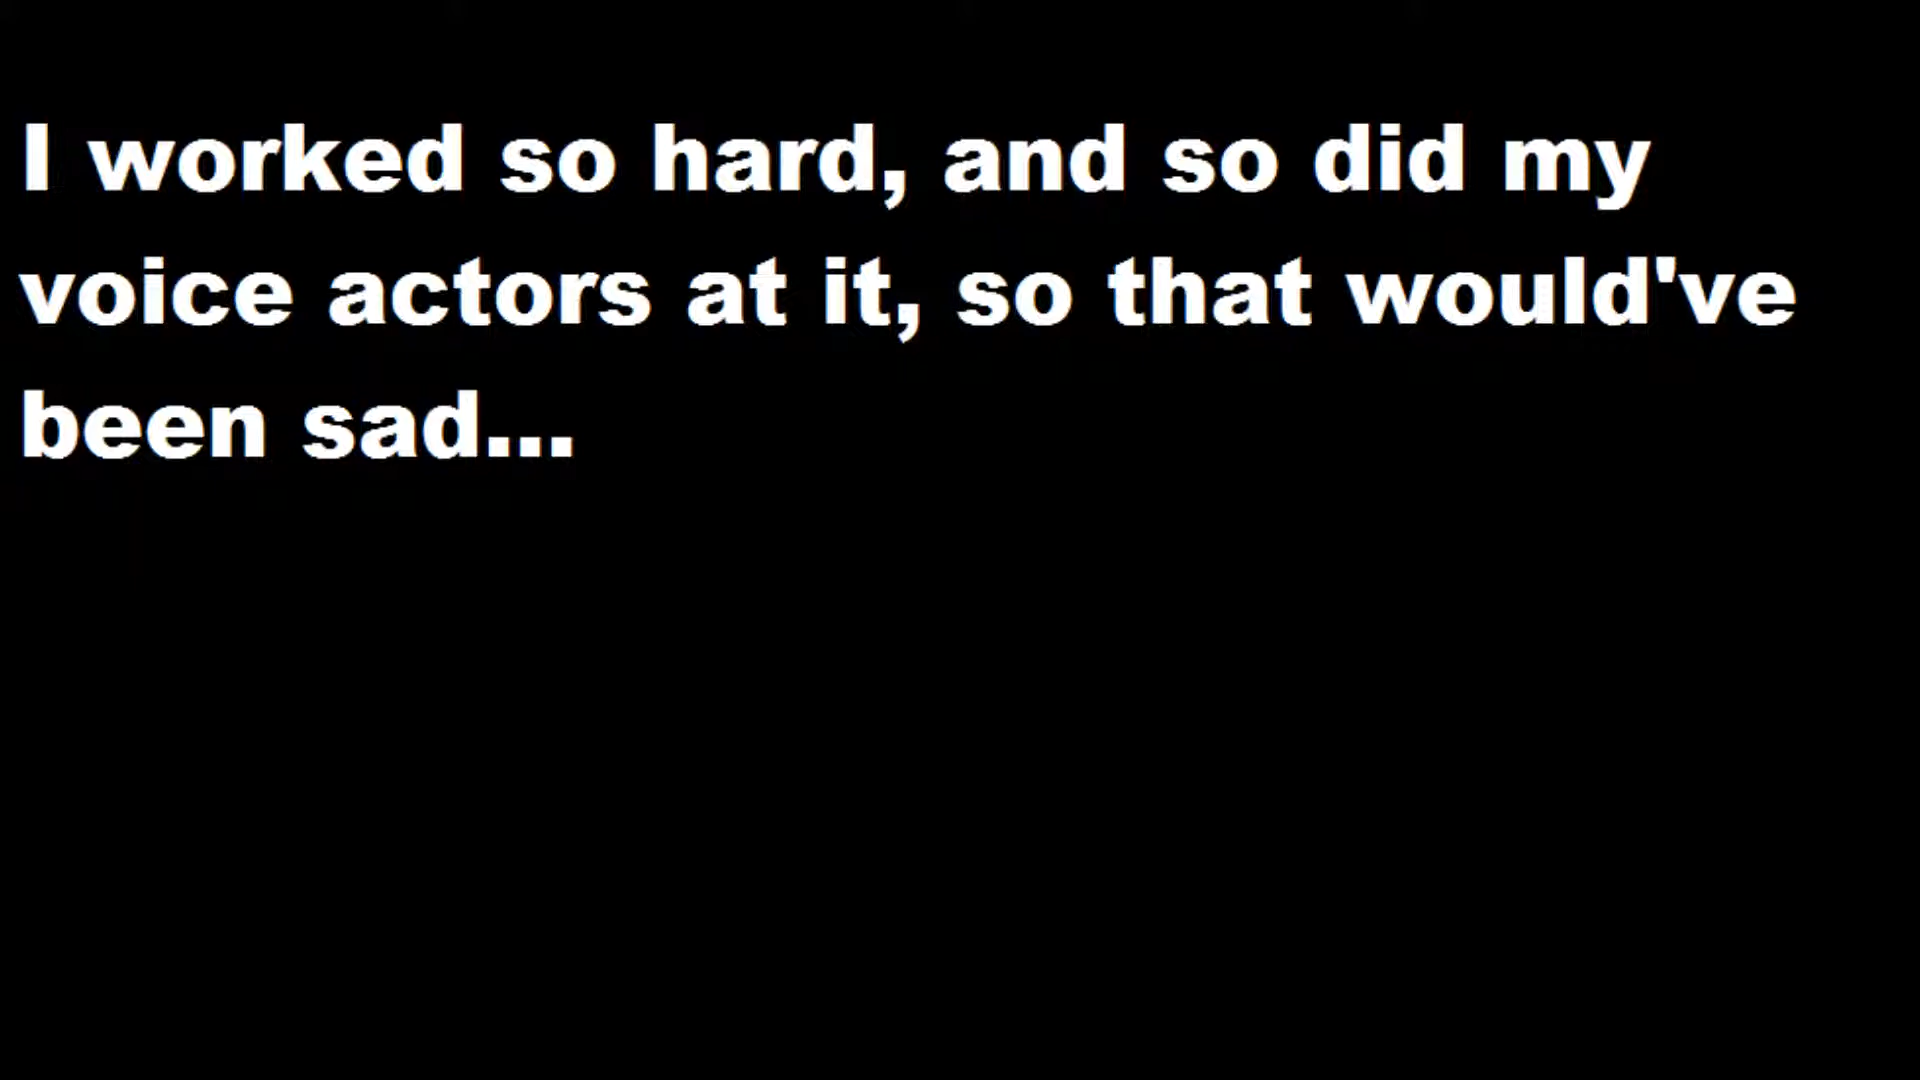 I worked so hard, and so did my
voice actors at it, so that would've
been sad...